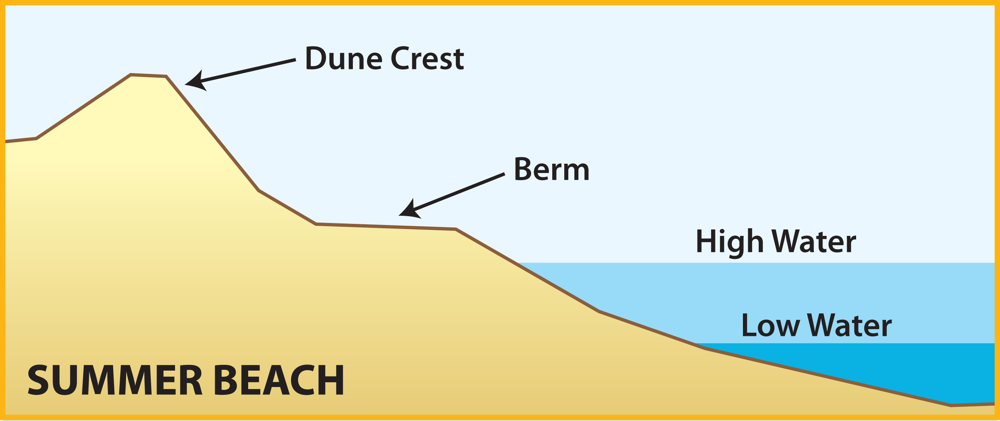 Dune Crest
Berm
High Water
Low Water
SUMMER BEACH